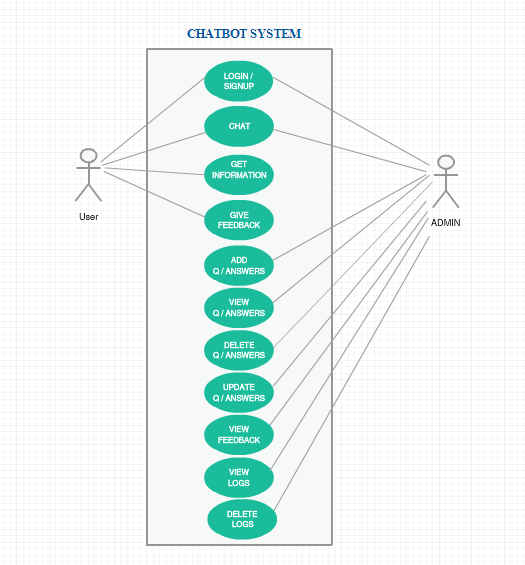 CHATBOT SYSTEM
LOGIN /
SIGNUP
CHAT
GET
INFORMATION
User
GIVE
FEEDBACK
ADMIN
ADD
Q / ANSWERS
VIEW
Q / ANSWERS
DELETE
Q / ANSWERS
UPDATE
Q / ANSWERS
VIEW
FEEDBACK
VIEW
LOGS
DELETE
LOGS